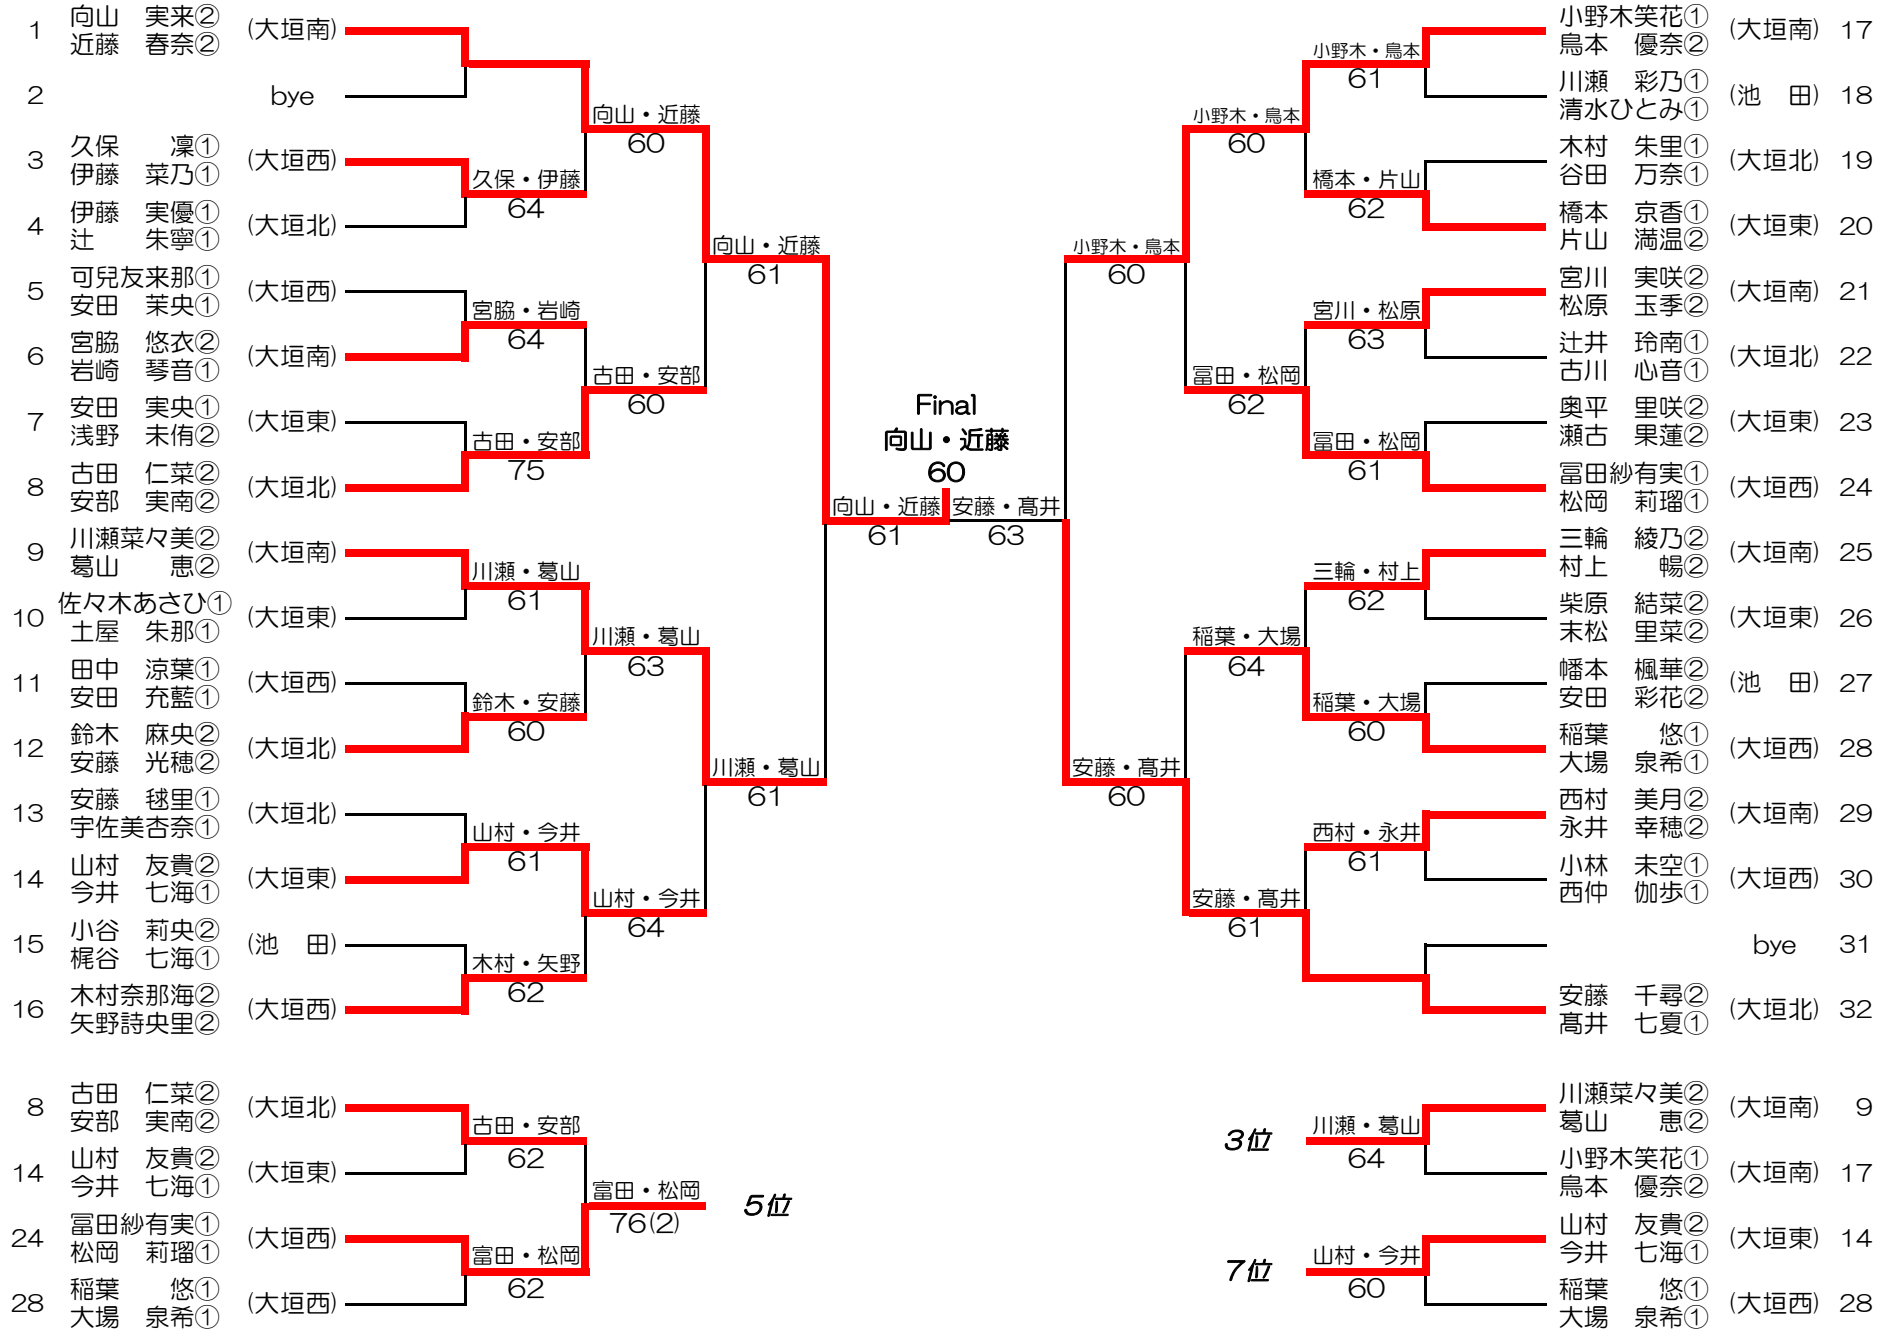 1 向山　実来② (大垣南)
近藤　春奈②
2 bye
3 久保　　凜① (大垣西)
伊藤　菜乃①
4 伊藤　実優① (大垣北)
辻　　朱寧①
5 可兒友来那① (大垣西)
安田　茉央①
6 宮脇　悠衣② (大垣南)
岩崎　琴音①
7 安田　実央① (大垣東)
浅野　未侑②
8 古田　仁菜② (大垣北)
安部　実南②
9 川瀬菜々美② (大垣南)
葛山　　恵②
10 佐々木あさひ① (大垣東)
土屋　朱那①
11 田中　涼葉① (大垣西)
安田　充藍①
12 鈴木　麻央② (大垣北)
安藤　光穂②
13 安藤　毬里① (大垣北)
宇佐美杏奈①
14 山村　友貴② (大垣東)
今井　七海①
15 小谷　莉央② (池　田)
梶谷　七海①
16 木村奈那海② (大垣西)
矢野詩央里②
久保・伊藤
64
宮脇・岩崎
64
古田・安部
75
川瀬・葛山
61
鈴木・安藤
60
山村・今井
61
木村・矢野
62
向山・近藤
60
古田・安部
60
川瀬・葛山
63
山村・今井
64
向山・近藤
61
川瀬・葛山
61
向山・近藤
61
Final
向山・近藤
60
安藤・髙井
63
小野木・鳥本
60
安藤・髙井
60
小野木・鳥本
60
冨田・松岡
62
稲葉・大場
64
安藤・髙井
61
小野木・鳥本
61
橋本・片山
62
宮川・松原
63
冨田・松岡
61
三輪・村上
62
稲葉・大場
60
西村・永井
61
小野木笑花① (大垣南) 17
鳥本　優奈②
川瀬　彩乃① (池　田) 18
清水ひとみ①
木村　朱里① (大垣北) 19
谷田　万奈①
橋本　京香① (大垣東) 20
片山　満温②
宮川　実咲② (大垣南) 21
松原　玉季②
辻井　玲南① (大垣北) 22
古川　心音①
奥平　里咲② (大垣東) 23
瀬古　果蓮②
冨田紗有実① (大垣西) 24
松岡　莉瑠①
三輪　綾乃② (大垣南) 25
村上　　暢②
柴原　結菜② (大垣東) 26
末松　里菜②
幡本　楓華② (池　田) 27
安田　彩花②
稲葉　　悠① (大垣西) 28
大場　泉希①
西村　美月② (大垣南) 29
永井　幸穂②
小林　未空① (大垣西) 30
西仲　伽歩①
bye 31
安藤　千尋② (大垣北) 32
髙井　七夏①
8 古田　仁菜② (大垣北)
安部　実南②
14 山村　友貴② (大垣東)
今井　七海①
24 冨田紗有実① (大垣西)
松岡　莉瑠①
28 稲葉　　悠① (大垣西)
大場　泉希①
古田・安部
62
富田・松岡
62
富田・松岡
76(2)
5位
3位
川瀬・葛山
64
川瀬菜々美② (大垣南) 9
葛山　　恵②
小野木笑花① (大垣南) 17
鳥本　優奈②
7位
山村・今井
60
山村　友貴② (大垣東) 14
今井　七海①
稲葉　　悠① (大垣西) 28
大場　泉希①